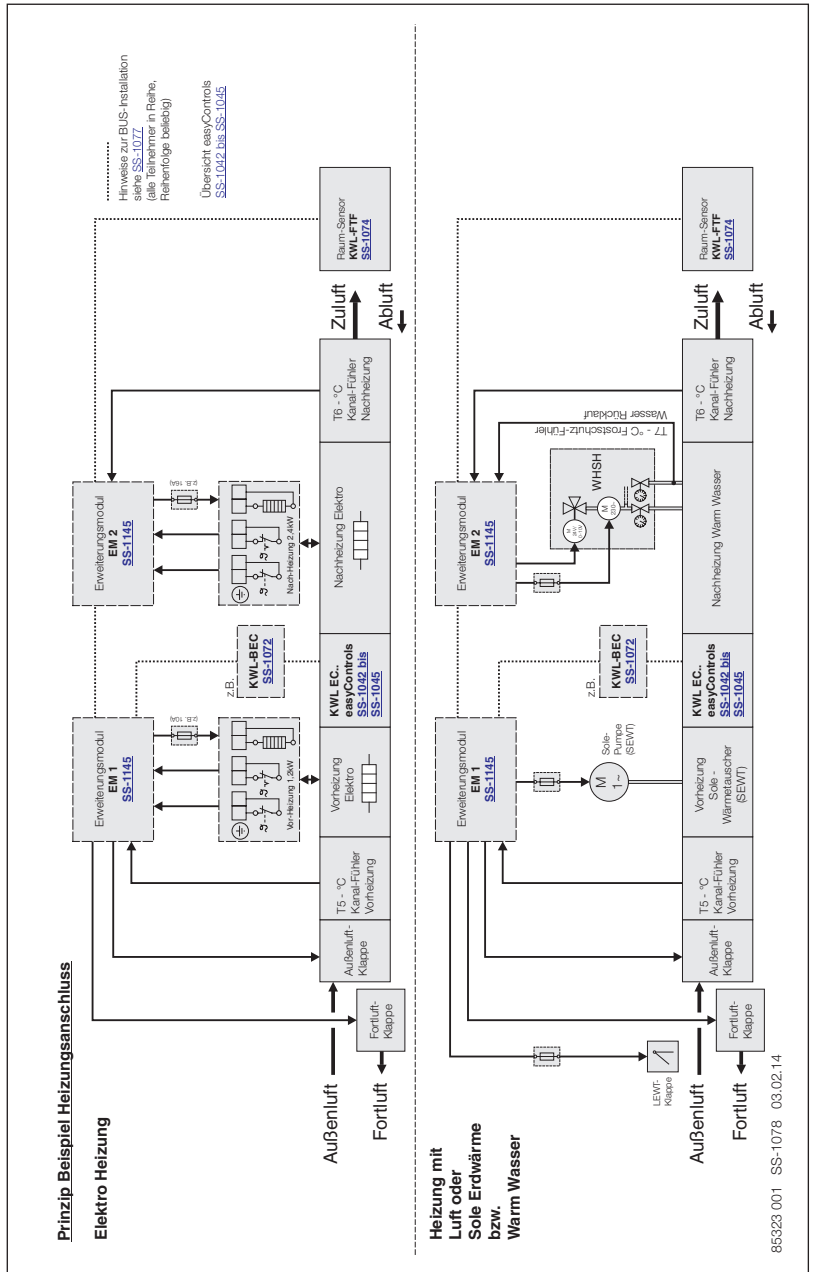 Prinzip Beispiel Heizungsanschluss
Elektro Heizung
Hinweise zur BUS-Installation
siehe SS-1077
(alle Teilnehmer in Reihe,
Reihenfolge beliebig)
Übersicht easyControls
SS-1042 bis SS-1045
Erweiterungsmodul
EM 1
SS-1145
Erweiterungsmodul
EM 2
SS-1145
(z.B. 10A)
(z.B. 16A)
Vor-Heizung 1,2kW
Nach-Heizung 2,4kW
z.B.
KWL-BEC
SS-1072
Außenluft
Fortluft
Fortluft-
Klappe
Außenluft-
Klappe
T5 - °C
Kanal-Fühler
Vorheizung
Vorheizung
Elektro
KWL EC..
easyControls
SS-1042 bis
SS-1045
Nachheizung Elektro
T6 - °C
Kanal-Fühler
Nachheizung
Zuluft
Abluft
Raum-Sensor
KWL-FTF
SS-1074
Heizung mit
Luft oder
Sole Erdwärme
bzw.
Warm Wasser
Erweiterungsmodul
EM 1
SS-1145
Erweiterungsmodul
EM 2
SS-1145
LEWT-
Klappe
M
1 ~
Sole-
Pumpe
(SEWT)
z.B.
KWL-BEC
SS-1072
M
24V
0-10V
M
230~
WHSH
T7 - °C Frostschutz-Fühler
Wasser Rücklauf
Außenluft
Fortluft
Fortluft-
Klappe
Außenluft-
Klappe
T5 - °C
Kanal-Fühler
Vorheizung
Vorheizung
Sole -
Wärmetauscher
(SEWT)
KWL EC..
easyControls
SS-1042 bis
SS-1045
Nachheizung Warm Wasser
T6 - °C
Kanal-Fühler
Nachheizung
Zuluft
Abluft
Raum-Sensor
KWL-FTF
SS-1074
85323 001 SS-1078 03.02.14